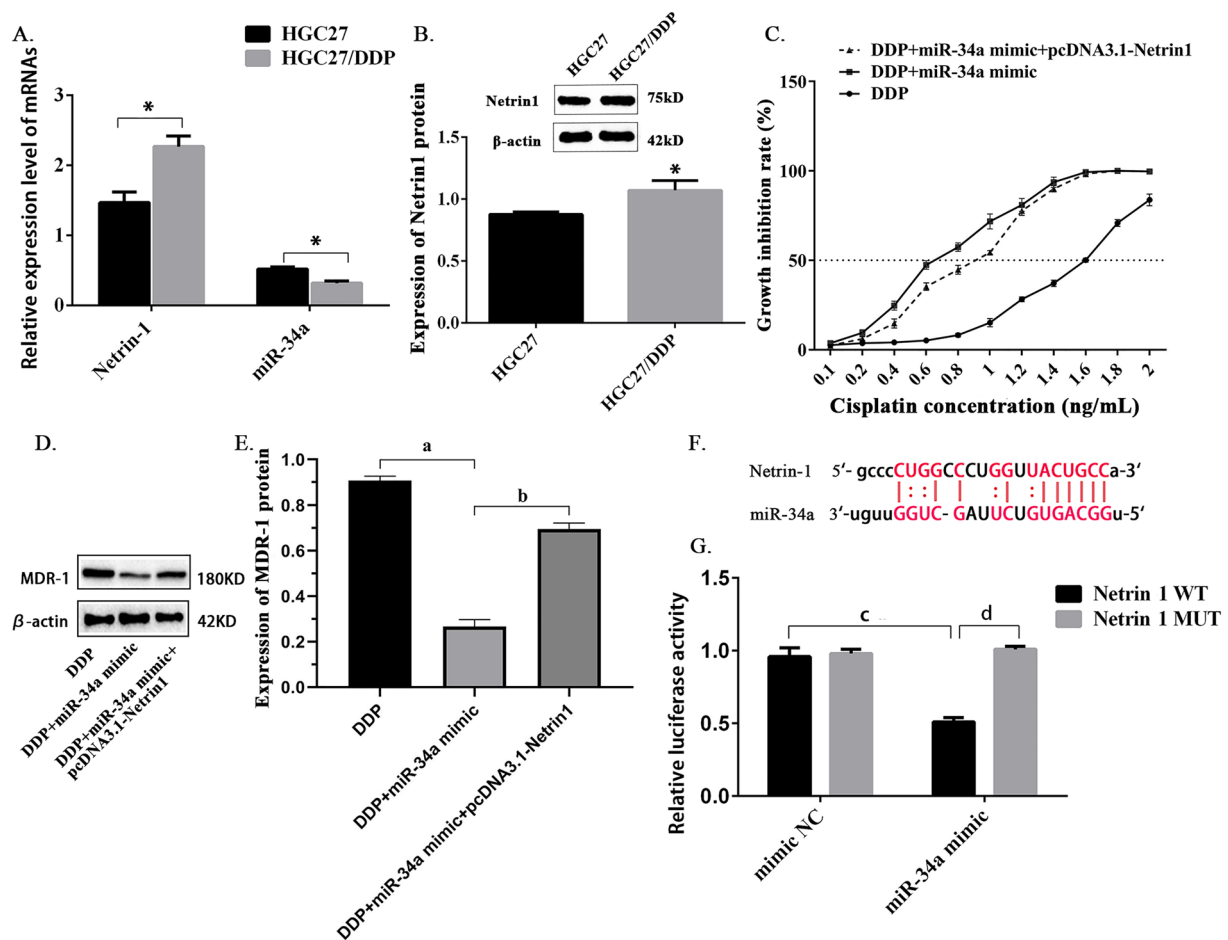 A.
HGC27
HGC27/DDP
Relative expression level of mRNAs
3
2
1
0
*
*
Netrin-1
miR-34a
B.
HGC27
HGC27/DDP
Netrin1
75kD
β-actin
42kD
Expression of Netrin1 protein
1.5
1.0
0.5
0.0
*
HGC27
HGC27/DDP
C.
DDP+miR-34a mimic+pcDNA3.1-Netrin1
DDP+miR-34a mimic
DDP
Growth inhibition rate (%)
150
100
50
0
0.1
0.2
0.4
0.6
0.8
1
1.2
1.4
1.6
1.8
2
Cisplatin concentration (ng/mL)
D.
MDR-1
180KD
β-actin
42KD
DDP
DDP+miR-34a mimic
DDP+miR-34a mimic+
pcDNA3.1-Netrin1
E.
Expression of MDR-1 protein
1.0
0.8
0.6
0.4
0.2
0.0
a
b
DDP
DDP+miR-34a mimic
DDP+miR-34a mimic+pcDNA3.1-Netrin1
F.
Netrin-1 5‘- gcccCUGGCCCUGGUUACUGCCa-3‘
miR-34a 3‘-uguuGGUC- GAUUCUGUGACGGu-5‘
G.
Netrin 1 WT
Netrin 1 MUT
Relative luciferase activity
1.5
1.0
0.5
0.0
c
d
mimic NC
miR-34a mimic